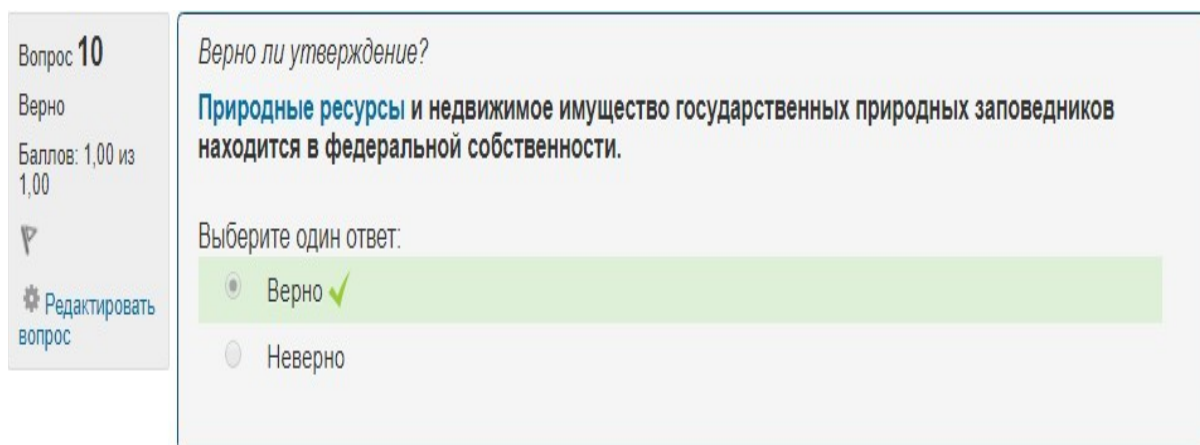 Вопрос 10
Верно
Баллов: 1,00 из
1,00
Редактировать
вопрос
Верно ли утверждение?
Природные ресурсы и недвижимое имущество государственных природных заповедников
находится в федеральной собственности.
Выберите один ответ:
Верно
Неверно